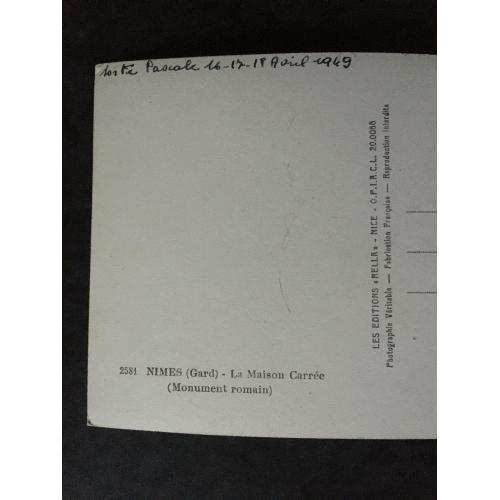 Sortie Pascale 16-17-18 Avril 1949
LES EDITIONS «RELLA» - NICE - O.P.I.A.C.L. 20.0066
Photographie Véritable — Fabrication Française — Reproduction interdite
2581 NIMES (Gard) - La Maison Carrée
(Monument romain)